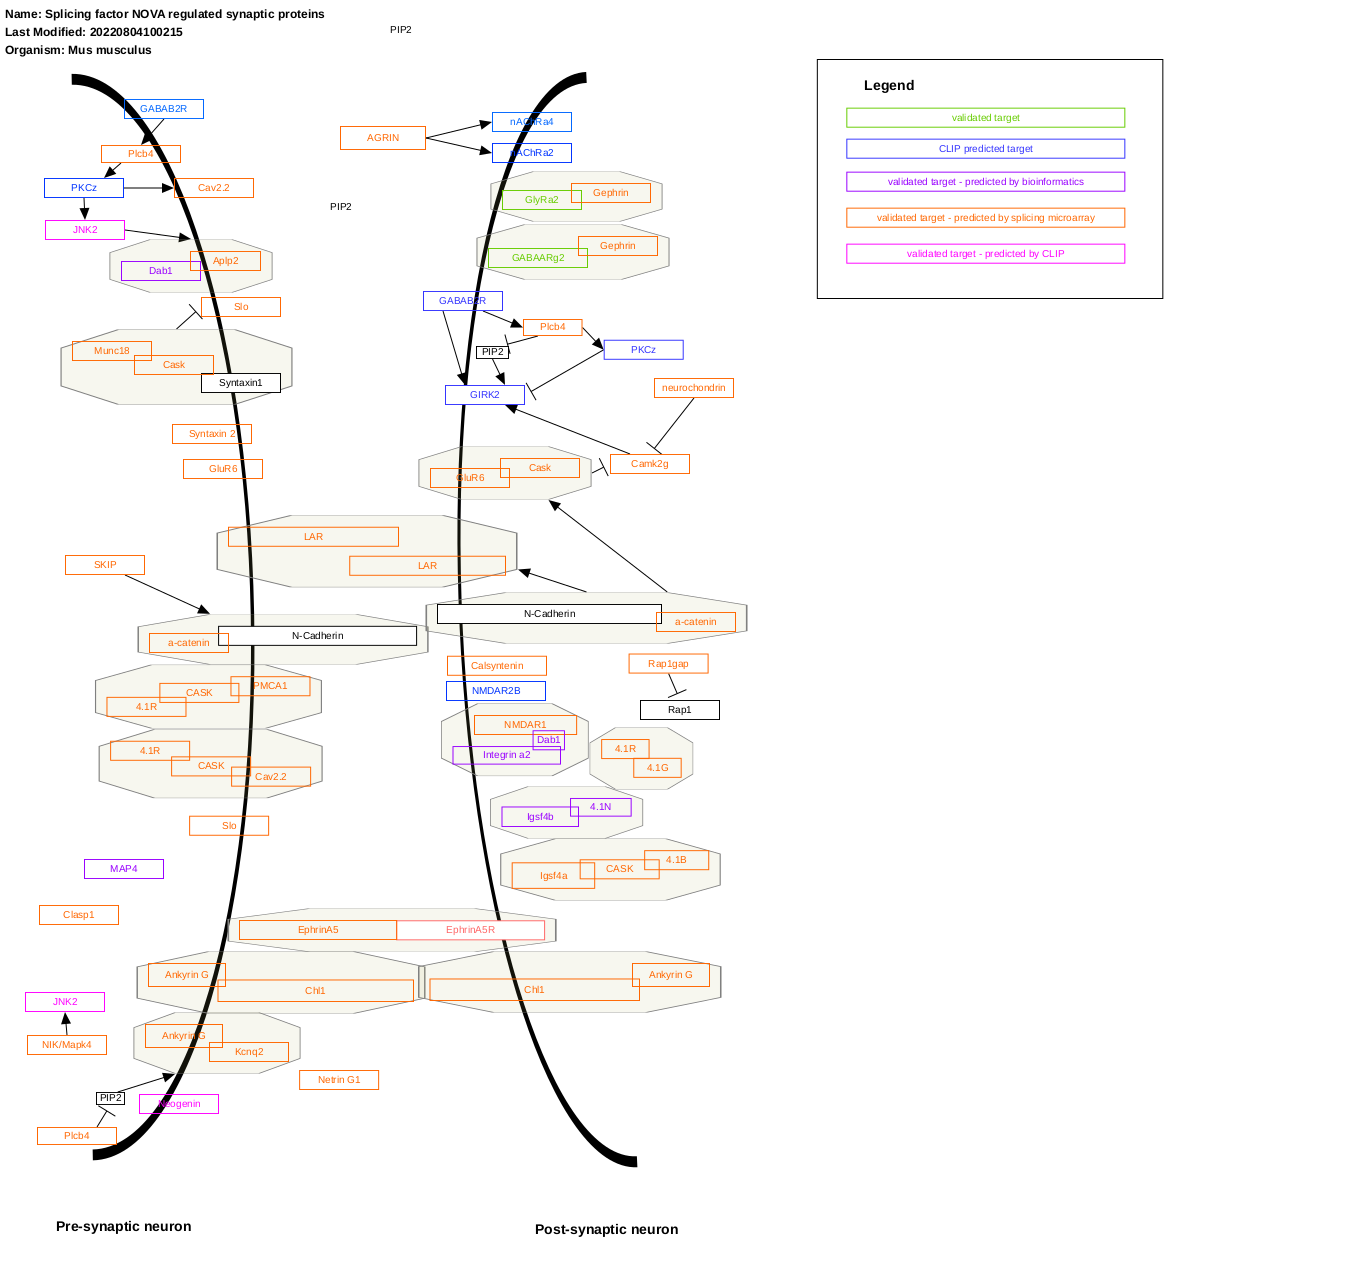 Name: Splicing factor NOVA regulated synaptic proteins
Last Modified: 20220804100215
Organism: Mus musculus
PIP2
Legend
validated target
CLIP predicted target
validated target - predicted by bioinformatics
validated target - predicted by splicing microarray
validated target - predicted by CLIP
GABAB2R
Plcb4
PKCz
Cav2.2
JNK2
Aplp2
Dab1
Slo
Munc18
Cask
Syntaxin1
Syntaxin 2
GluR6
LAR
LAR
SKIP
N-Cadherin
a-catenin
PMCA1
CASK
4.1R
4.1R
CASK
Cav2.2
Slo
MAP4
Clasp1
EphrinA5
EphrinA5R
Ankyrin G
Chl1
JNK2
NIK/Mapk4
Ankyrin G
Kcnq2
Netrin G1
PIP2
Neogenin
Plcb4
AGRIN
nAChRa4
nAChRa2
PIP2
GlyRa2
Gephrin
Gephrin
GABAARg2
GABAB2R
Plcb4
PIP2
PKCz
GIRK2
neurochondrin
Camk2g
Cask
GluR6
N-Cadherin
a-catenin
Calsyntenin
Rap1gap
NMDAR2B
Rap1
NMDAR1
Dab1
Integrin a2
4.1R
4.1G
4.1N
Igsf4b
4.1B
CASK
Igsf4a
Ankyrin G
Chl1
Pre-synaptic neuron
Post-synaptic neuron